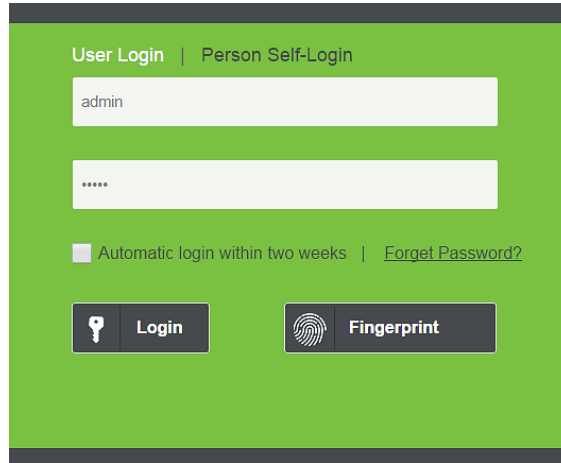 User Login | Person Self-Login
admin
•••••
Automatic login within two weeks | Forget Password?
Login Fingerprint